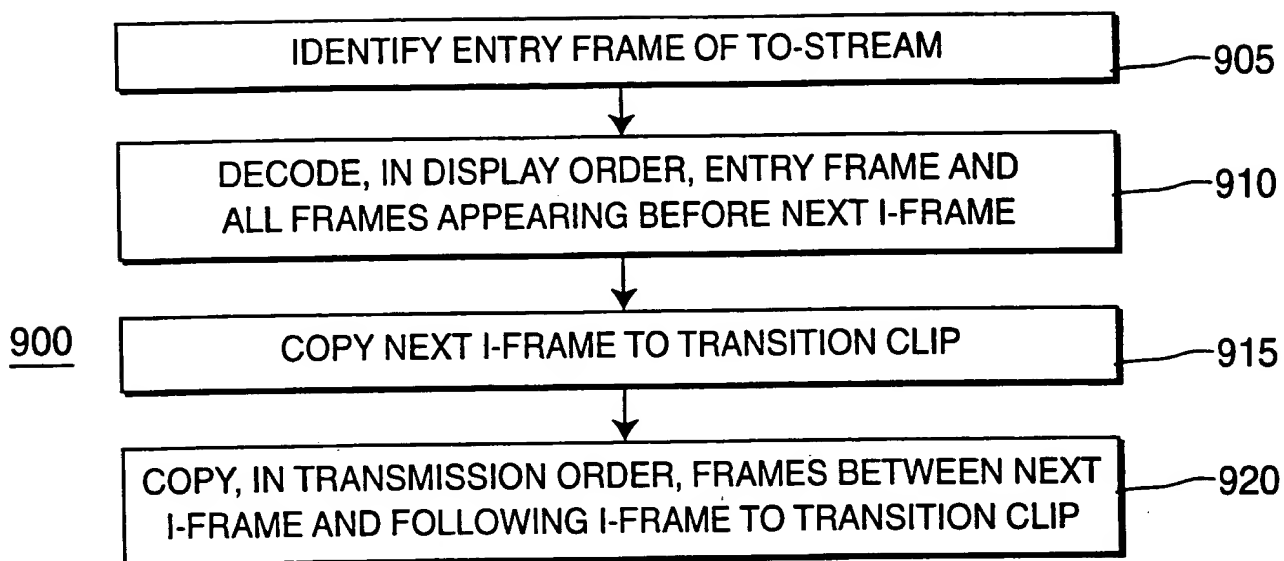 IDENTIFY ENTRY FRAME OF TO-STREAM
905
DECODE, IN DISPLAY ORDER, ENTRY FRAME AND
ALL FRAMES APPEARING BEFORE NEXT I-FRAME
910
900
COPY NEXT I-FRAME TO TRANSITION CLIP
915
COPY, IN TRANSMISSION ORDER, FRAMES BETWEEN NEXT
I-FRAME AND FOLLOWING I-FRAME TO TRANSITION CLIP
920